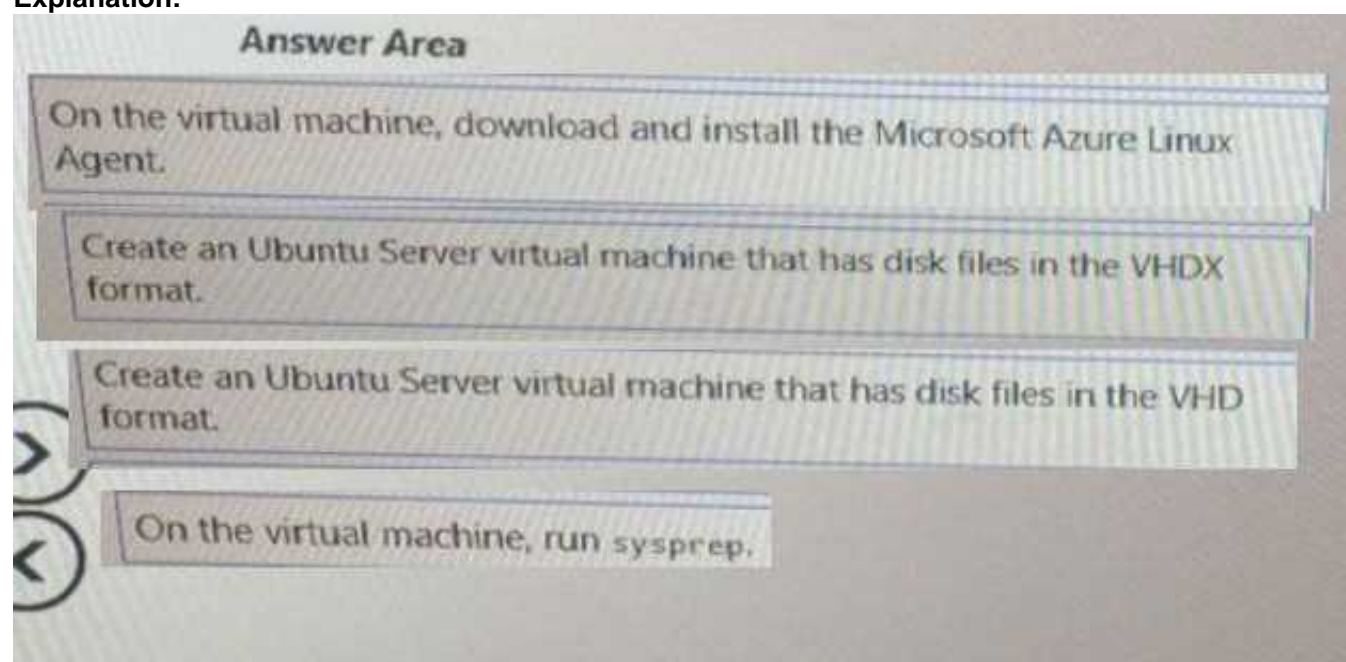 Explanation:
Answer Area
On the virtual machine, download and install the Microsoft Azure Linux
Agent.
Create an Ubuntu Server virtual machine that has disk files in the VHDX
format.
Create an Ubuntu Server virtual machine that has disk files in the VHD
format.
On the virtual machine, run sysprep.